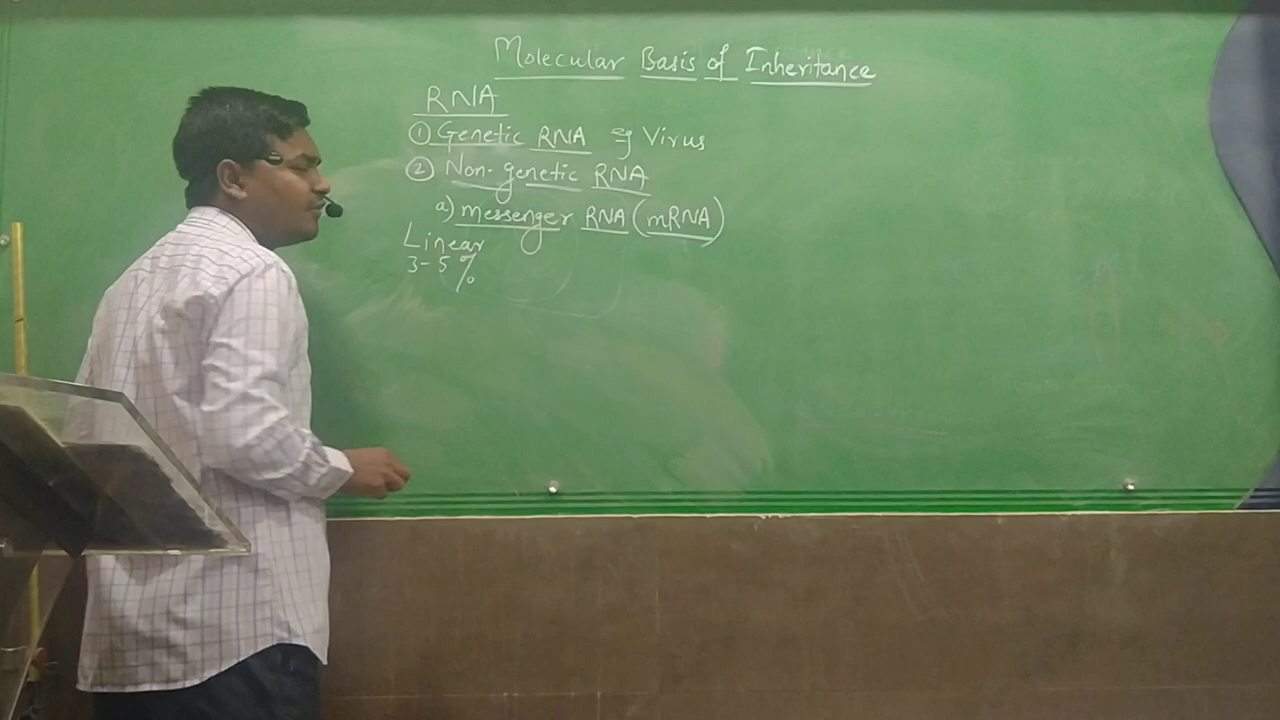 Molecular Basis of Inheritance
RNA
① Genetic RNA eg Virus
② Non-genetic RNA
a) messenger RNA (mRNA)
Linear
3-5%